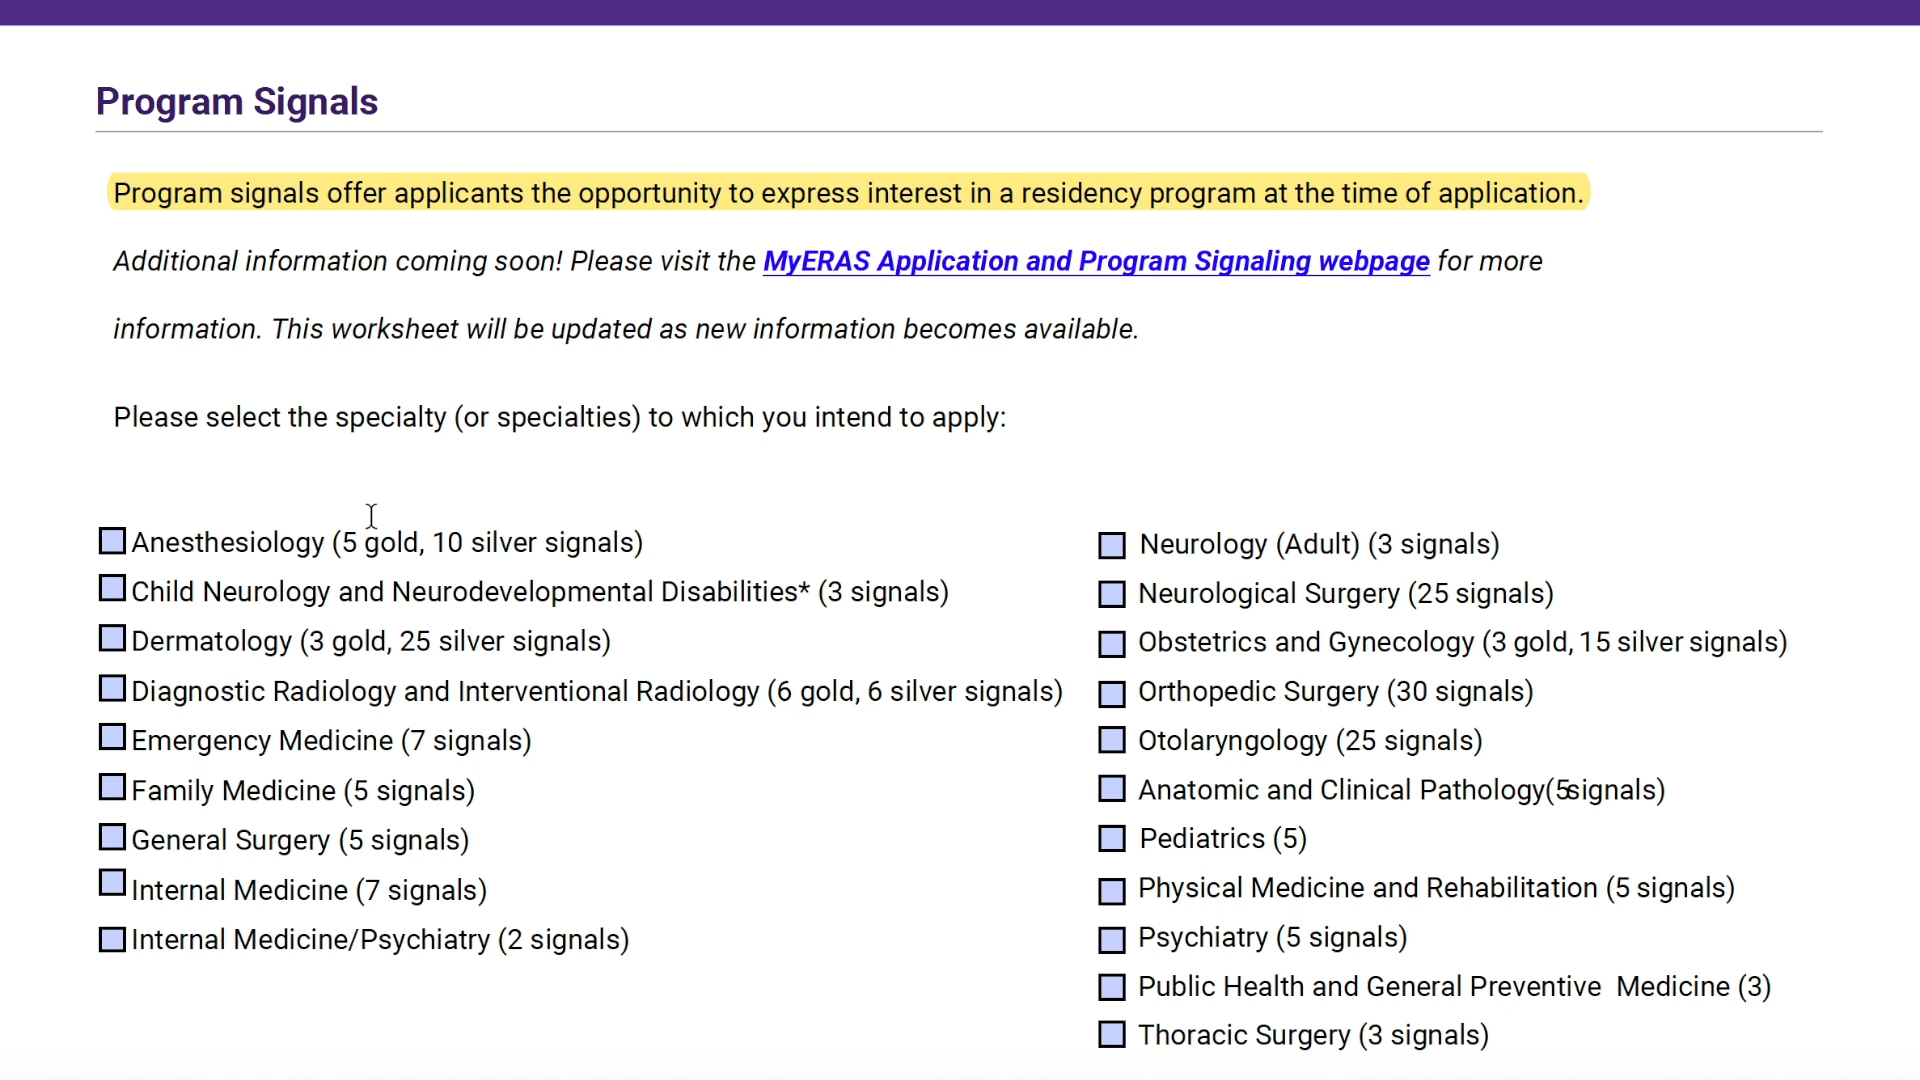 Program Signals
Program signals offer applicants the opportunity to express interest in a residency program at the time of application.
Additional information coming soon! Please visit the MyERAS Application and Program Signaling webpage for more
information. This worksheet will be updated as new information becomes available.
Please select the specialty (or specialties) to which you intend to apply:
Anesthesiology (5 gold, 10 silver signals)
Child Neurology and Neurodevelopmental Disabilities* (3 signals)
Dermatology (3 gold, 25 silver signals)
Diagnostic Radiology and Interventional Radiology (6 gold, 6 silver signals)
Emergency Medicine (7 signals)
Family Medicine (5 signals)
General Surgery (5 signals)
Internal Medicine (7 signals)
Internal Medicine/Psychiatry (2 signals)
Neurology (Adult) (3 signals)
Neurological Surgery (25 signals)
Obstetrics and Gynecology (3 gold, 15 silver signals)
Orthopedic Surgery (30 signals)
Otolaryngology (25 signals)
Anatomic and Clinical Pathology(5signals)
Pediatrics (5)
Physical Medicine and Rehabilitation (5 signals)
Psychiatry (5 signals)
Public Health and General Preventive  Medicine (3)
Thoracic Surgery (3 signals)